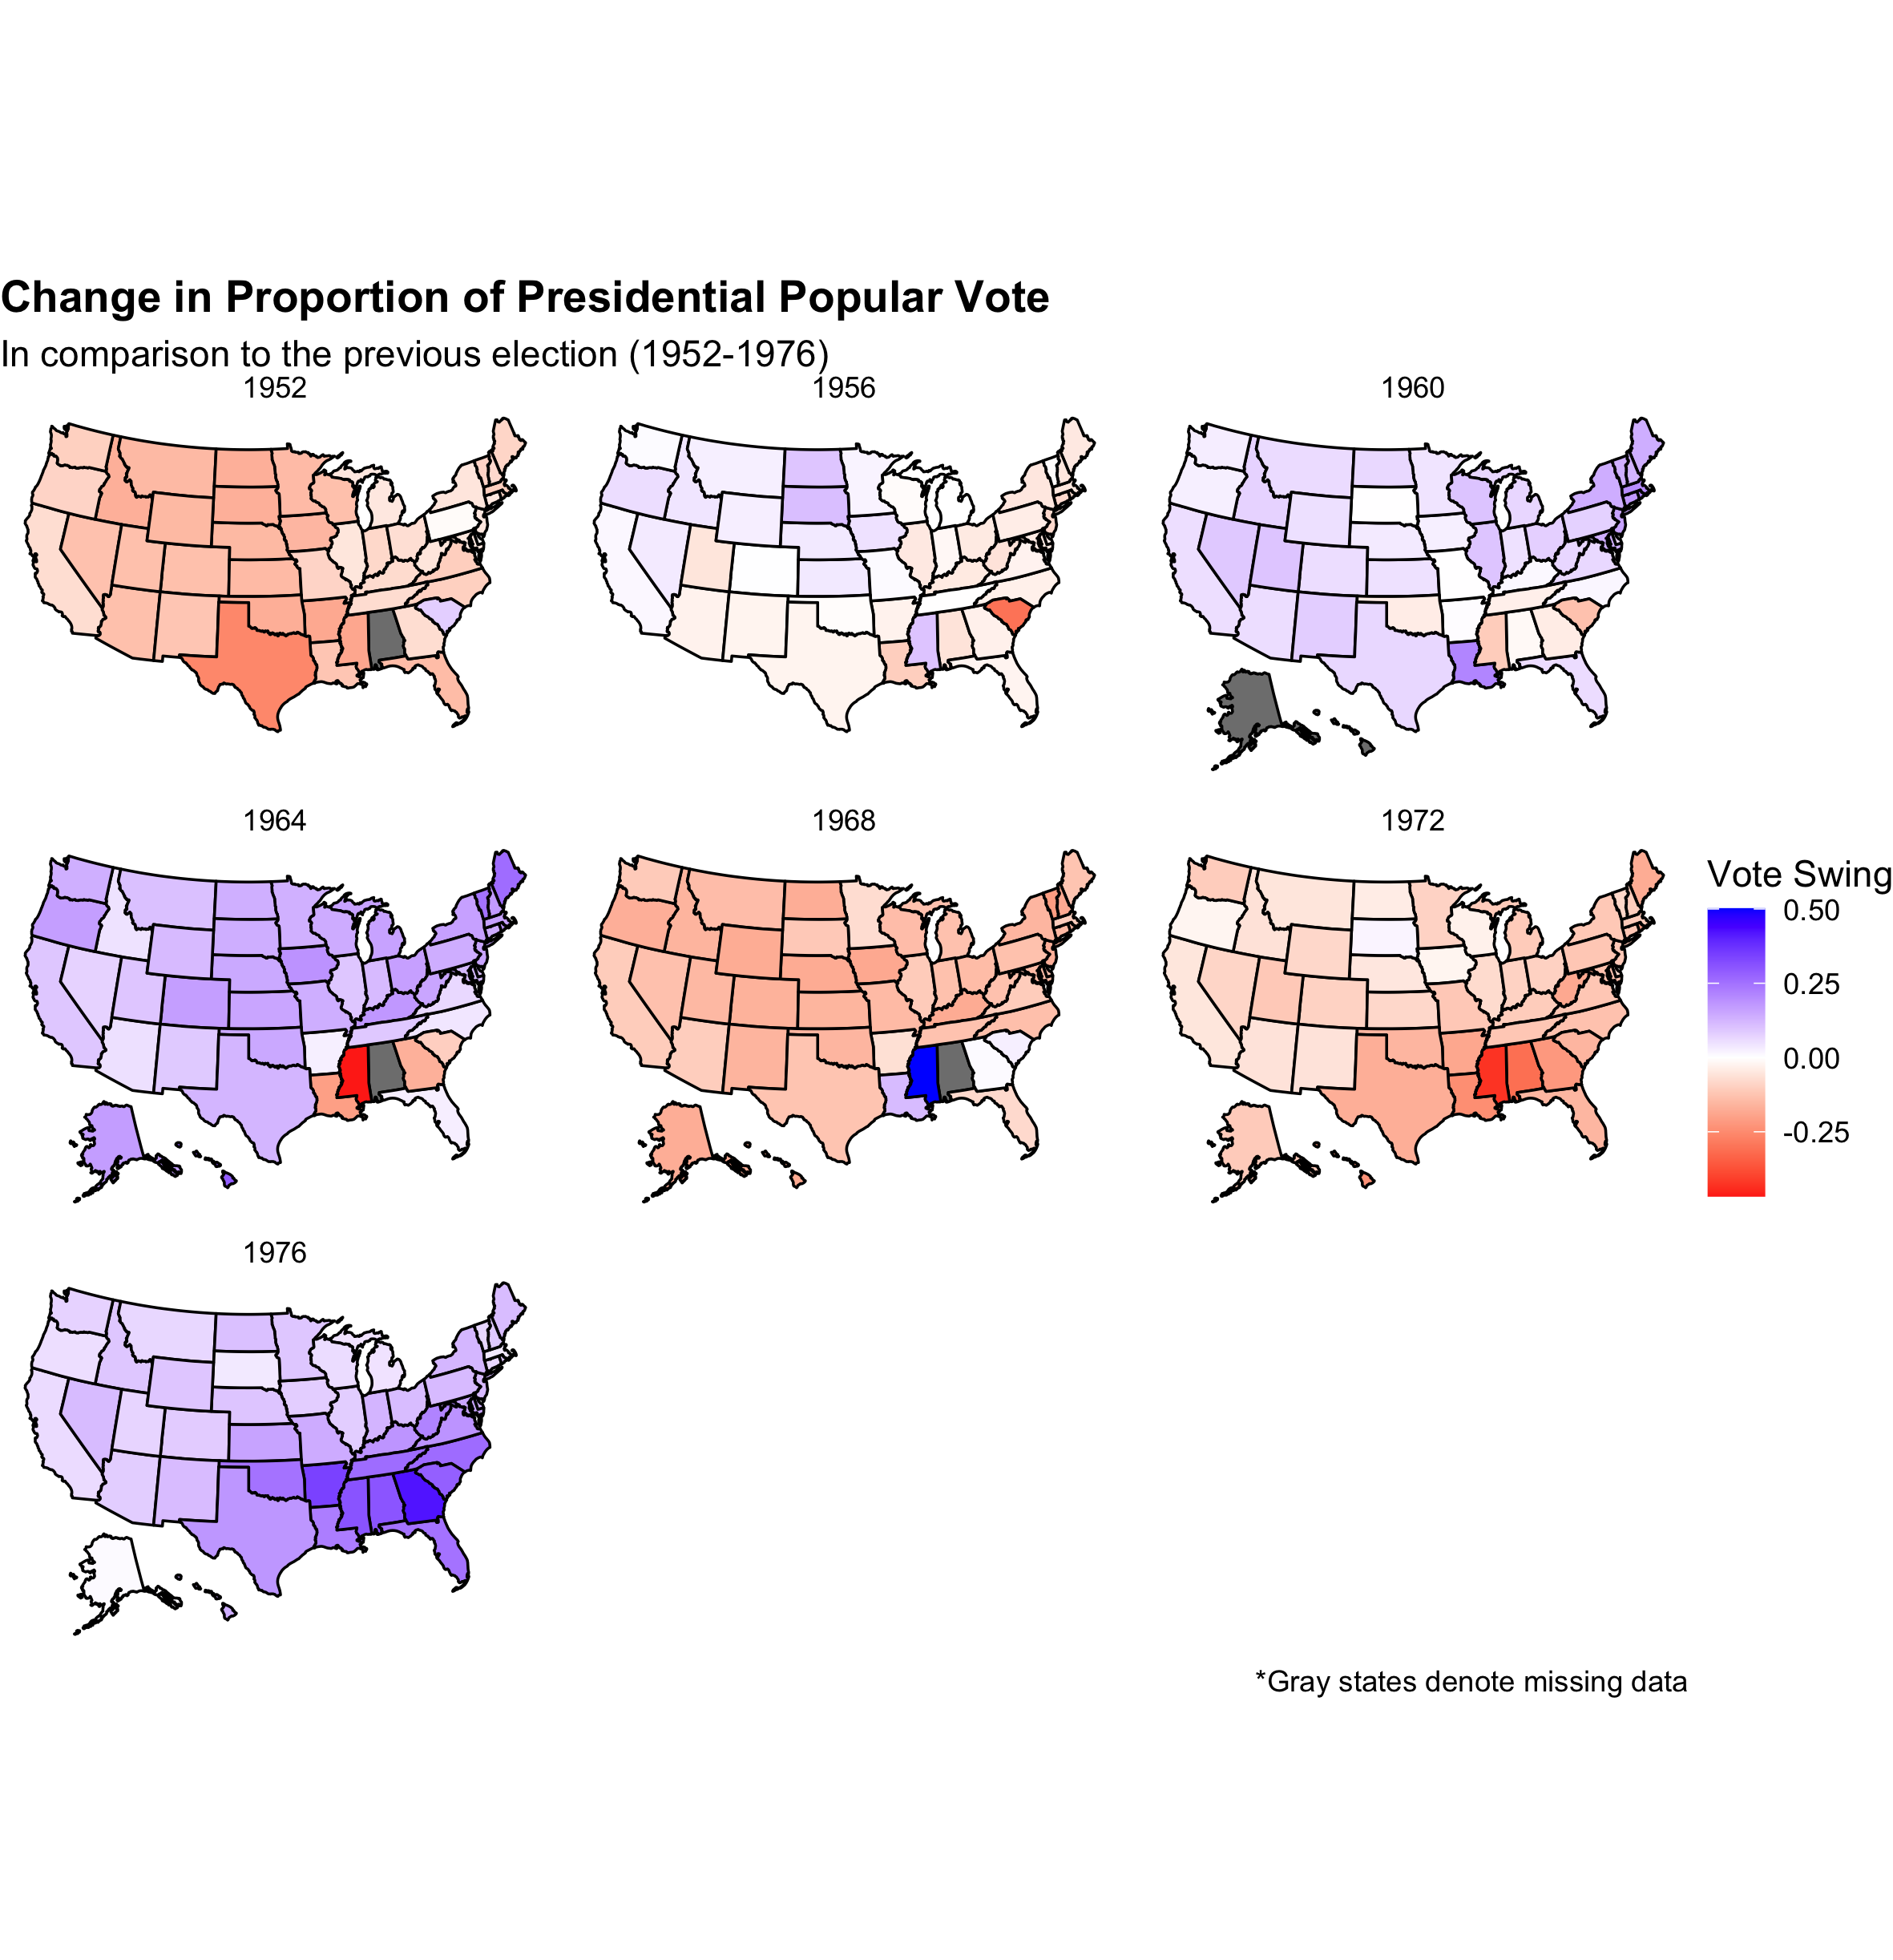 Change in Proportion of Presidential Popular Vote
In comparison to the previous election (1952-1976)
1952
1956
1960
1964
1968
1972
Vote Swing
0.50
0.25
0.00
-0.25
1976
*Gray states denote missing data